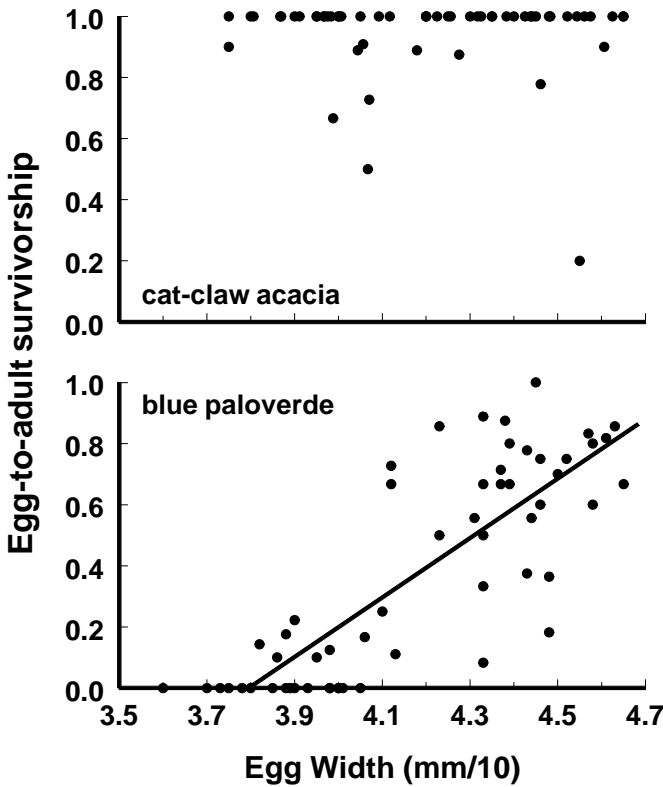 Egg-to-adult survivorship
1.0
0.8
0.6
0.4
0.2
0.0
cat-claw acacia
blue paloverde
1.0
0.8
0.6
0.4
0.2
0.0
3.5 3.7 3.9 4.1 4.3 4.5 4.7
Egg Width (mm/10)